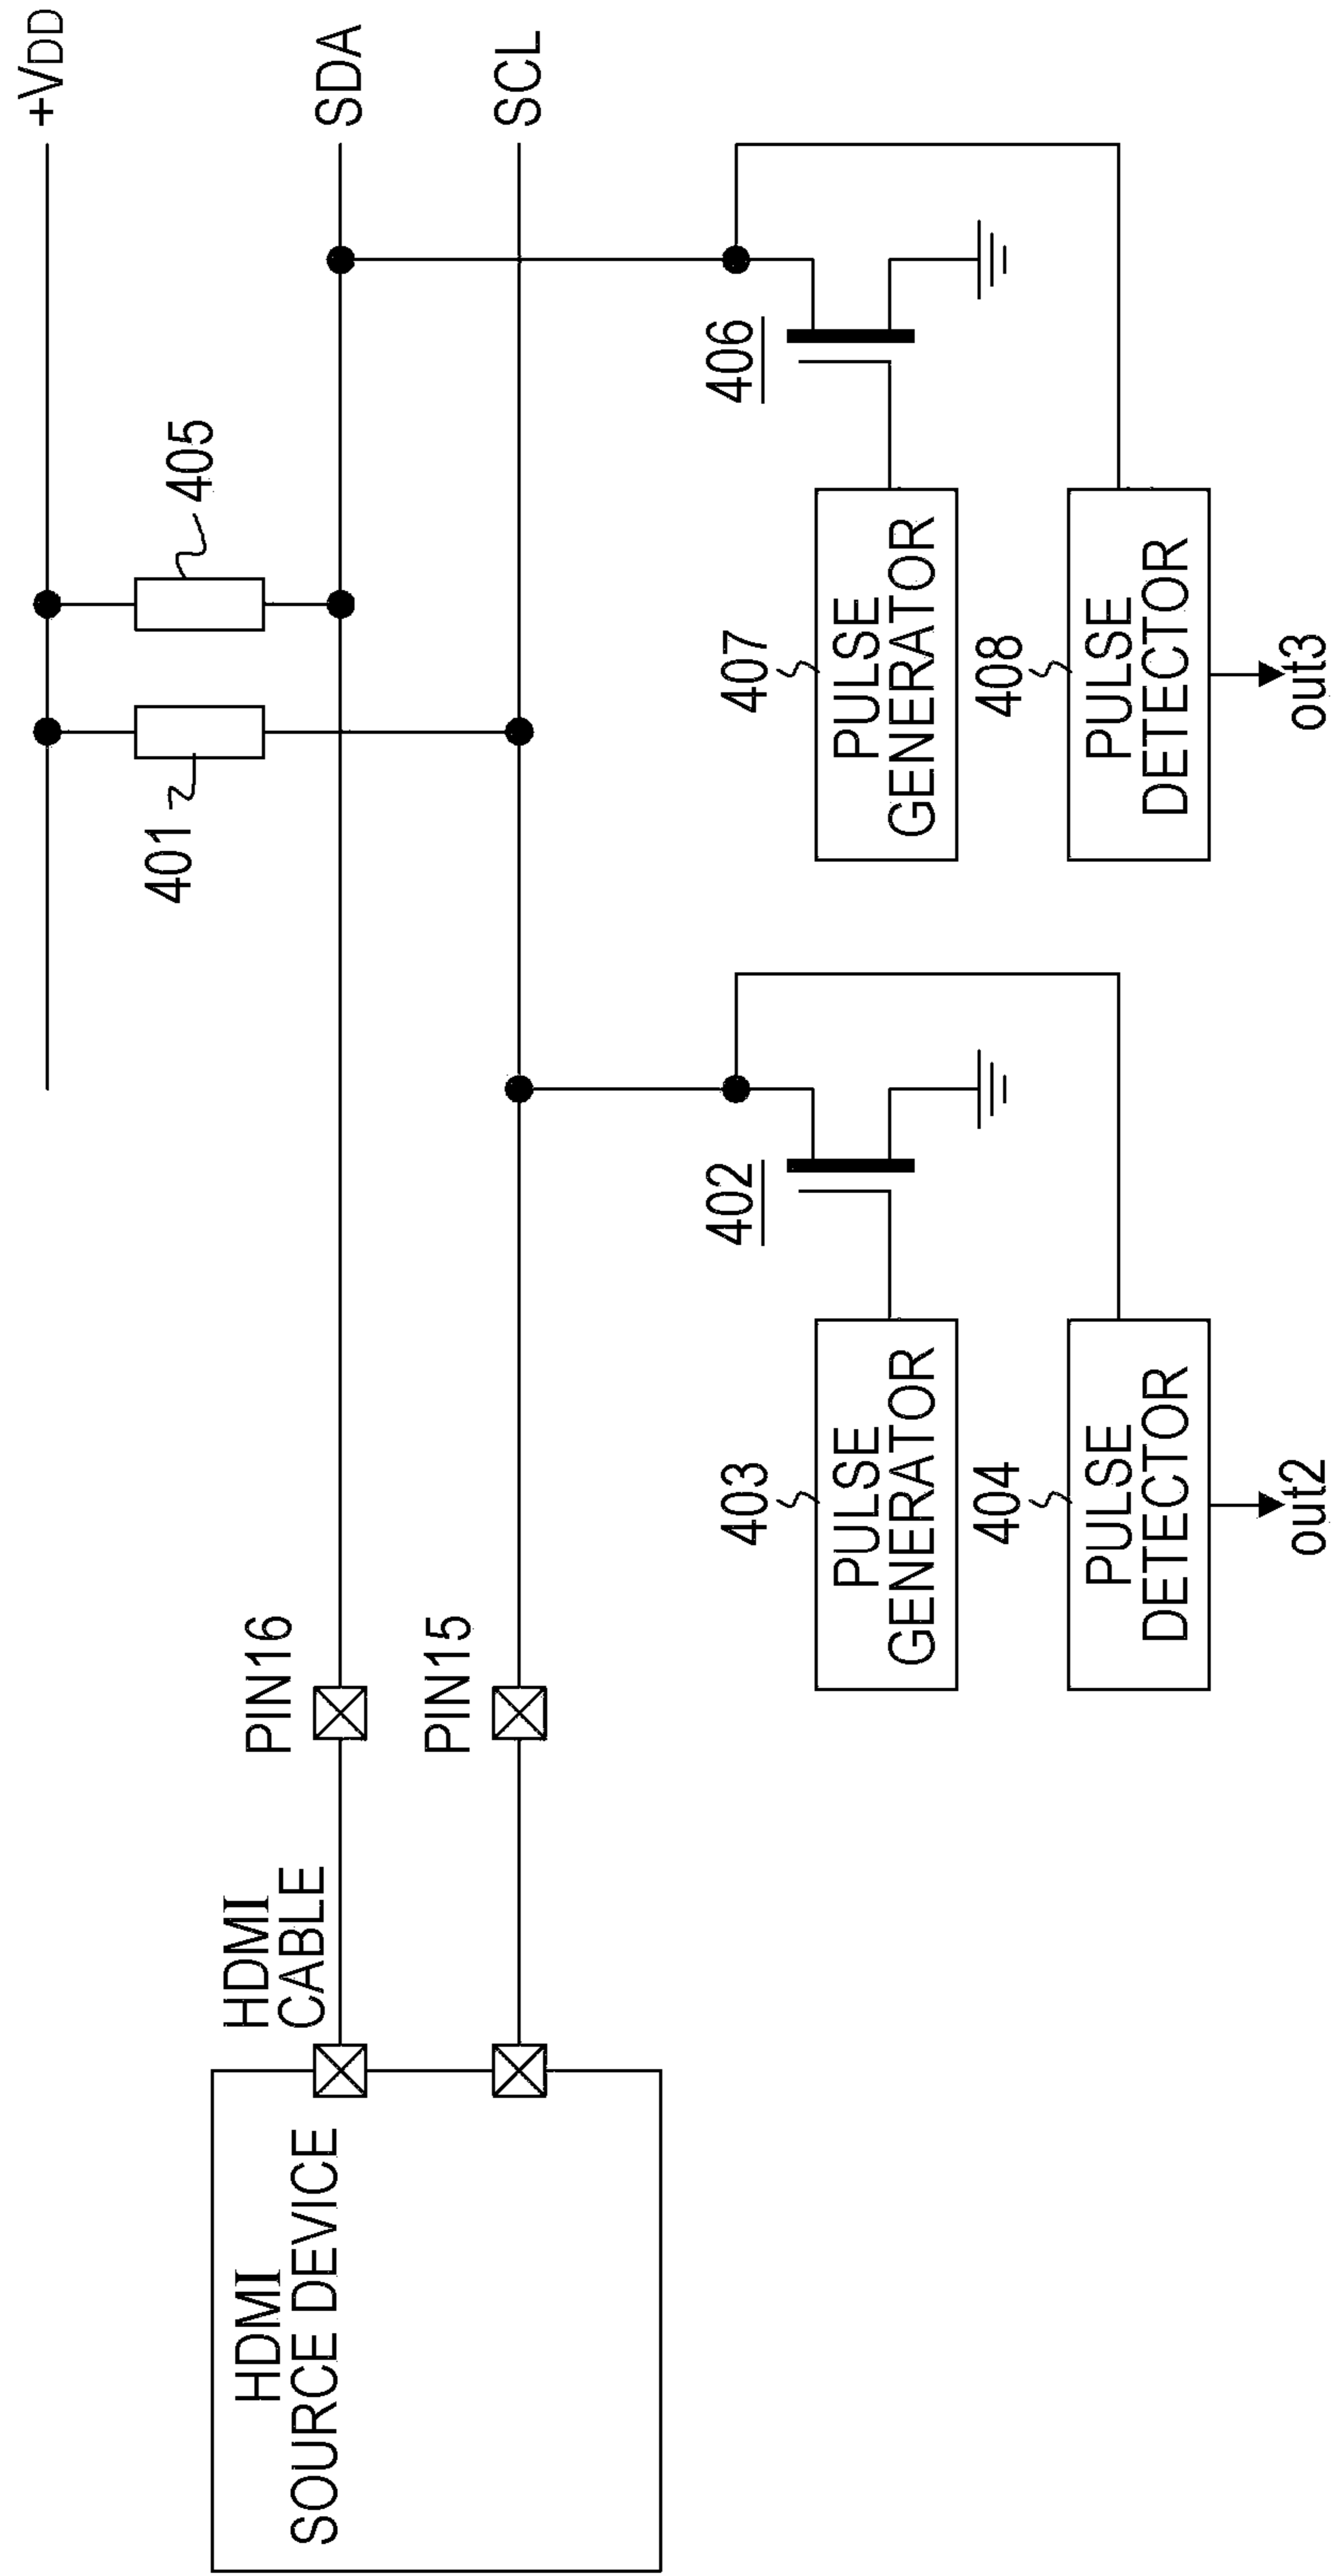 +VDD
SDA
SCL
405
401
PIN16
PIN15
HDMI
CABLE
HDMI
SOURCE DEVICE
402
406
403
PULSE
GENERATOR
407
PULSE
GENERATOR
404
PULSE
DETECTOR
408
PULSE
DETECTOR
out2
out3